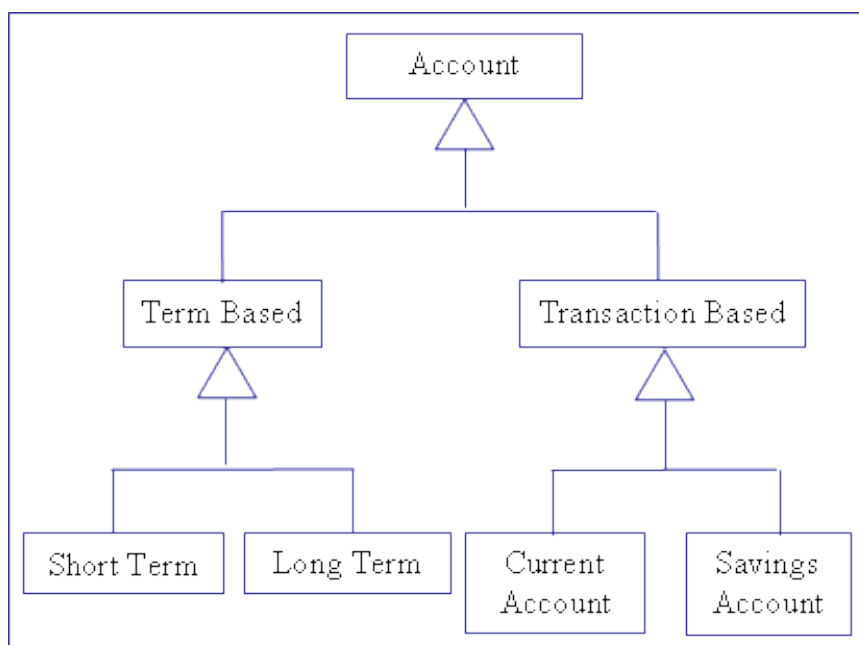 Account
Term Based
Transaction Based
Short Term
Long Term
Current
Account
Savings
Account